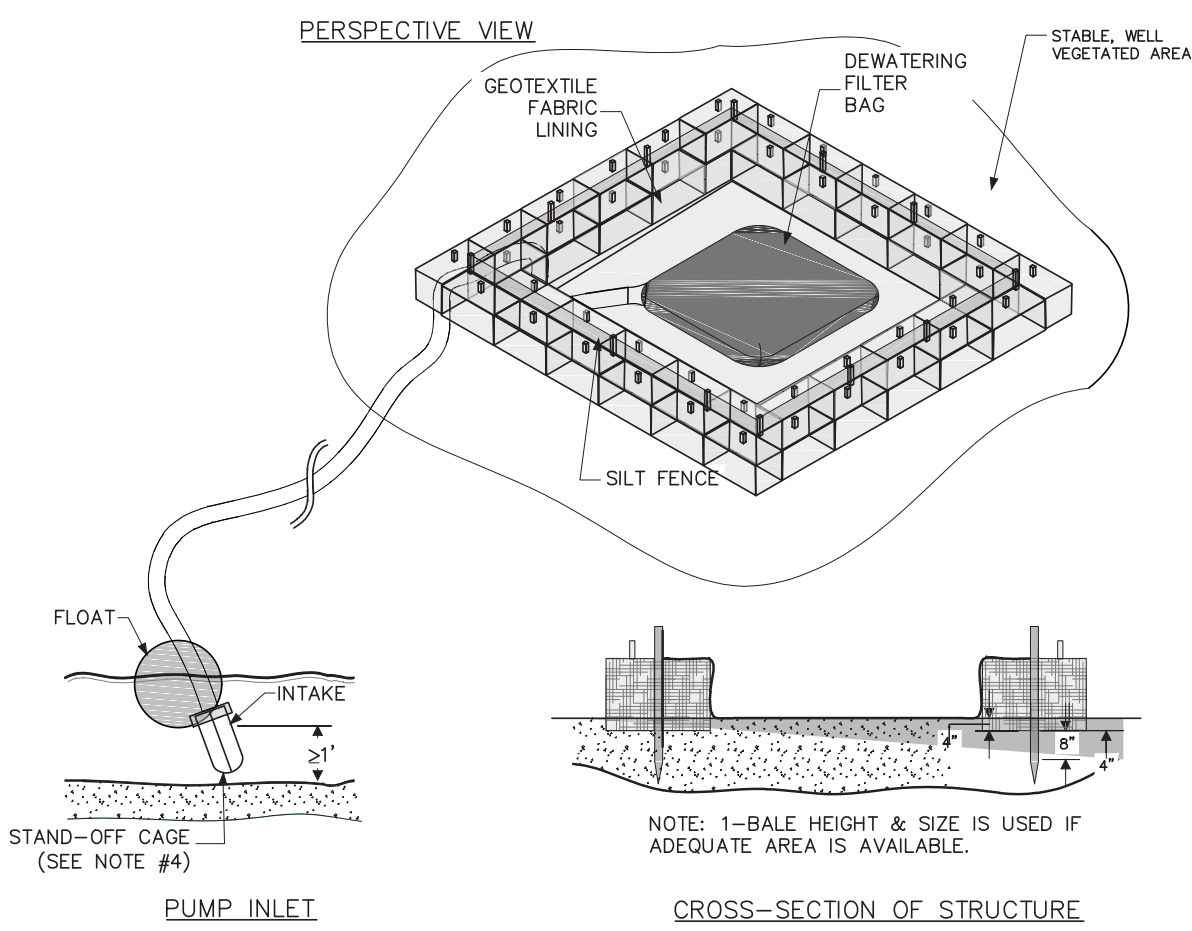 PERSPECTIVE VIEW
STABLE, WELL
VEGETATED AREA
DEWATERING
FILTER
BAG
GEOTEXTILE
FABRIC
LINING
SILT FENCE
FLOAT
INTAKE
≥1'
STAND-OFF CAGE
(SEE NOTE #4)
PUMP INLET
4"
8"
4"
NOTE: 1-BALE HEIGHT & SIZE IS USED IF
ADEQUATE AREA IS AVAILABLE.
CROSS-SECTION OF STRUCTURE